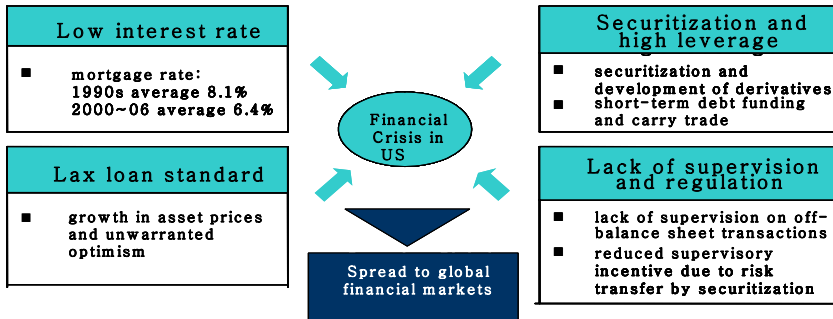 Low interest rate
■ mortgage rate:
1990s average 8.1%
2000~06 average 6.4%
Securitization and
high leverage
■ securitization and
development of derivatives
■ short-term debt funding
and carry trade
Financial
Crisis in
US
Lax loan standard
■ growth in asset prices
and unwarranted
optimism
Lack of supervision
and regulation
■ lack of supervision on off-
balance sheet transactions
■ reduced supervisory
incentive due to risk
transfer by securitization
Spread to global
financial markets